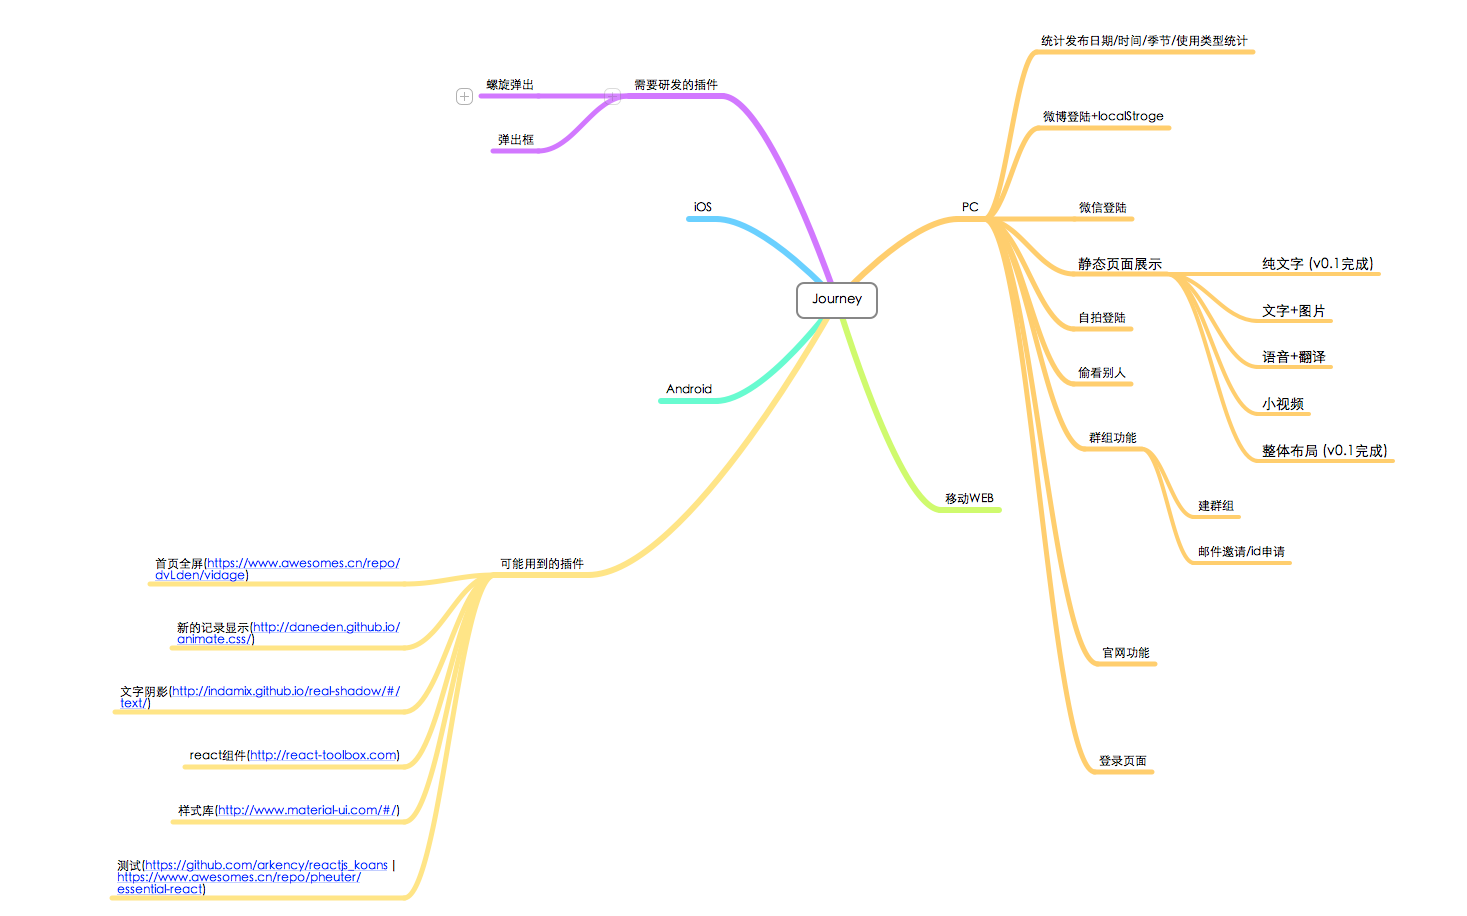 Journey
需要研发的插件
螺旋弹出
弹出框
iOS
Android
可能用到的插件
首页全屏(https://www.awesomes.cn/repo/
dvLden/vidage)
新的记录显示(http://daneden.github.io/
animate.css/)
文字阴影(http://indamix.github.io/real-shadow/#/
text/)
react组件(http://react-toolbox.com)
样式库(http://www.material-ui.com/#/)
测试(https://github.com/arkency/reactjs_koans |
https://www.awesomes.cn/repo/pheuter/
essential-react)
PC
统计发布日期/时间/季节/使用类型统计
微博登陆+localStroge
微信登陆
静态页面展示
纯文字 (v0.1完成)
文字+图片
语音+翻译
小视频
整体布局 (v0.1完成)
自拍登陆
偷看别人
群组功能
建群组
邮件邀请/id申请
官网功能
登录页面
移动WEB